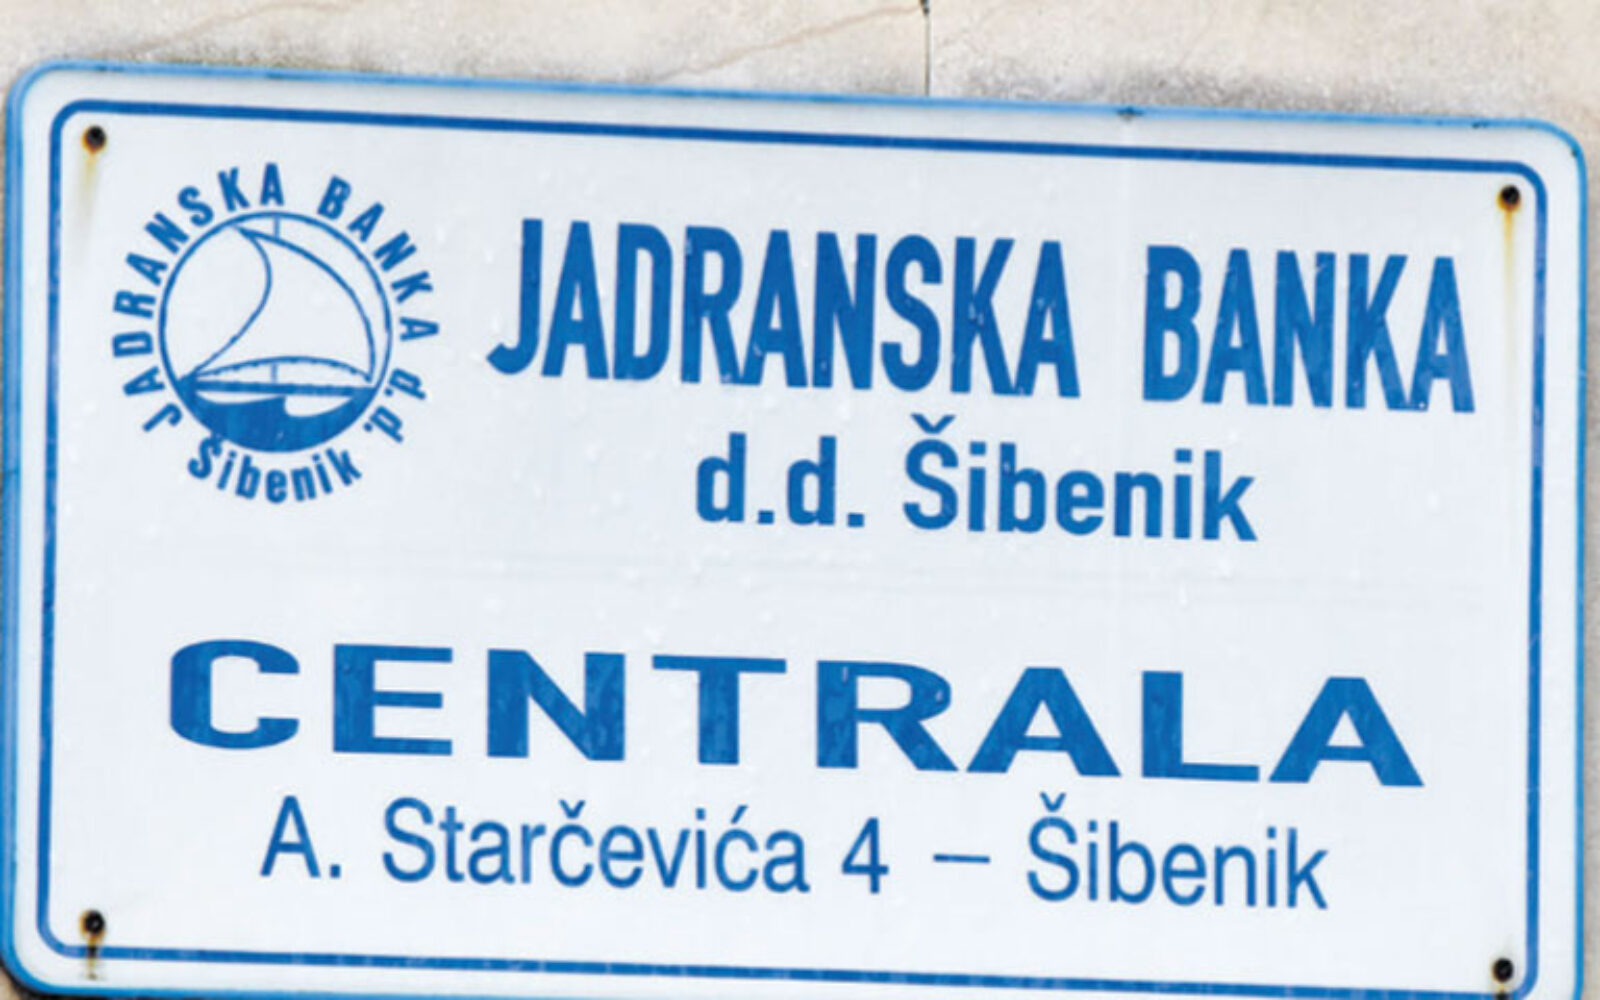 JADRANSKA BANKA d.d.
Šibenik
JADRANSKA BANKA
d.d. Šibenik
CENTRALA
A. Starčevića 4 – Šibenik